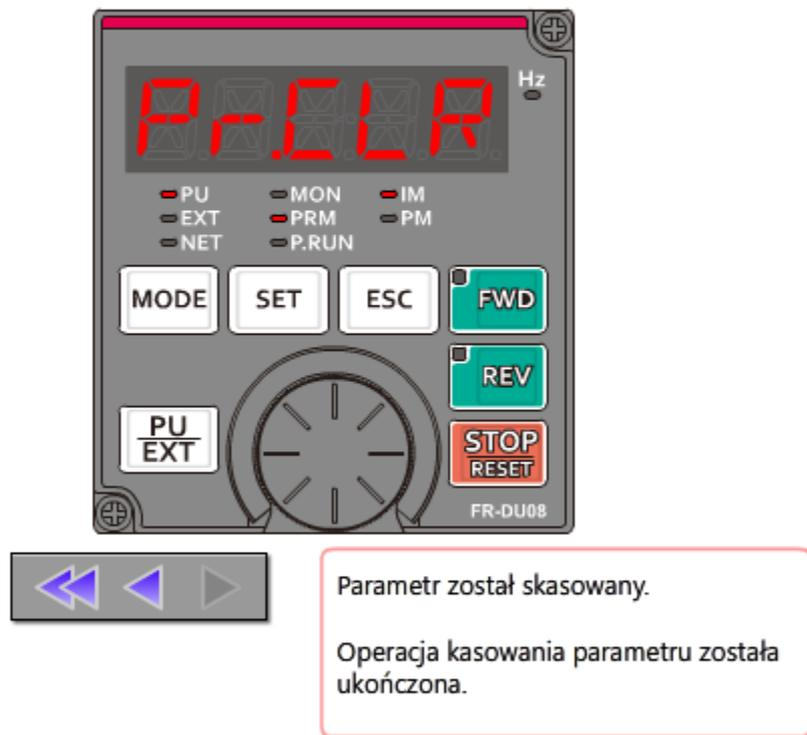 Pr.CLR
Hz
PU MON IM
EXT PRM PM
NET P.RUN
MODE SET ESC FWD
REV
PU
EXT
STOP
RESET
FR-DU08
Parametr został skasowany.
Operacja kasowania parametru została
ukończona.